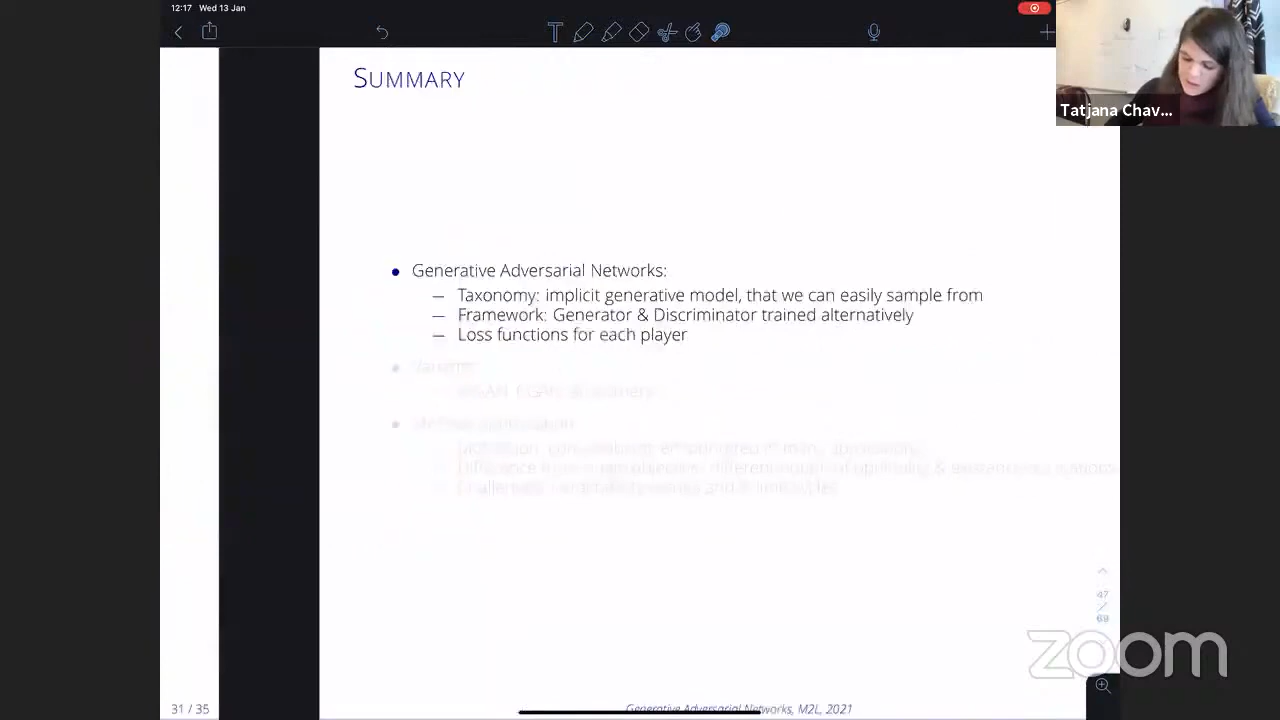 12:17 Wed 13 Jan
SUMMARY
Tatjana Chav...
Generative Adversarial Networks:
Taxonomy: implicit generative model, that we can easily sample from
Framework: Generator & Discriminator trained alternatively
Loss functions for each player
47
/
69
zoom
31 / 35
Generative Adversarial Networks, M2L, 2021